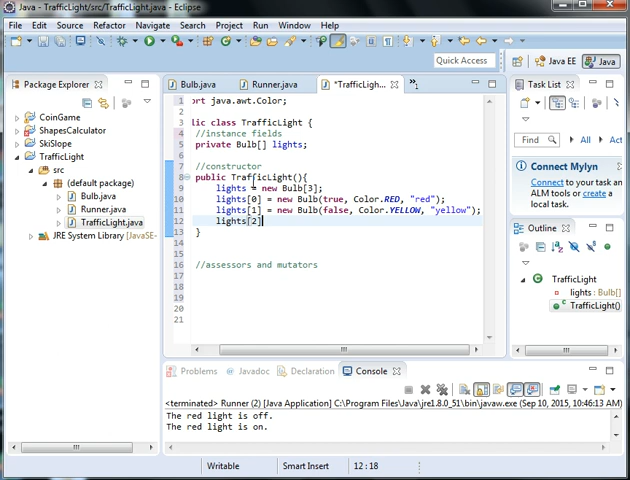 Java - TrafficLight/src/TrafficLight.java - Eclipse
File Edit Source Refactor Navigate Search Project Run Window Help
Quick Access
Java EE
Java
Package Explorer
CoinGame
ShapesCalculator
SkiSlope
TrafficLight
src
(default package)
Bulb.java
Runner.java
TrafficLight.java
JRE System Library [JavaSE-
Bulb.java
Runner.java
*TrafficLigh...
»1
1 ort java.awt.Color;
2
3 lic class TrafficLight {
4 //instance fields
5 private Bulb[] lights;
6
7 //constructor
8 public TrafficLight(){
9 lights = new Bulb[3];
10 lights[0] = new Bulb(true, Color.RED, "red");
11 lights[1] = new Bulb(false, Color.YELLOW, "yellow");
12 lights[2]
13 }
14
15
16 //assessors and mutators
17
18
19
20
21
Task List
Find
All
Connect Mylyn
Connect to your task an
ALM tools or create a
local task.
Outline
TrafficLight
lights : Bulb[]
TrafficLight()
Problems
Javadoc
Declaration
Console
<terminated> Runner (2) [Java Application] C:\Program Files\Java\jre1.8.0_51\bin\javaw.exe (Sep 10, 2015, 10:46:13 AM)
The red light is off.
The red light is on.
Writable
Smart Insert
12 : 18